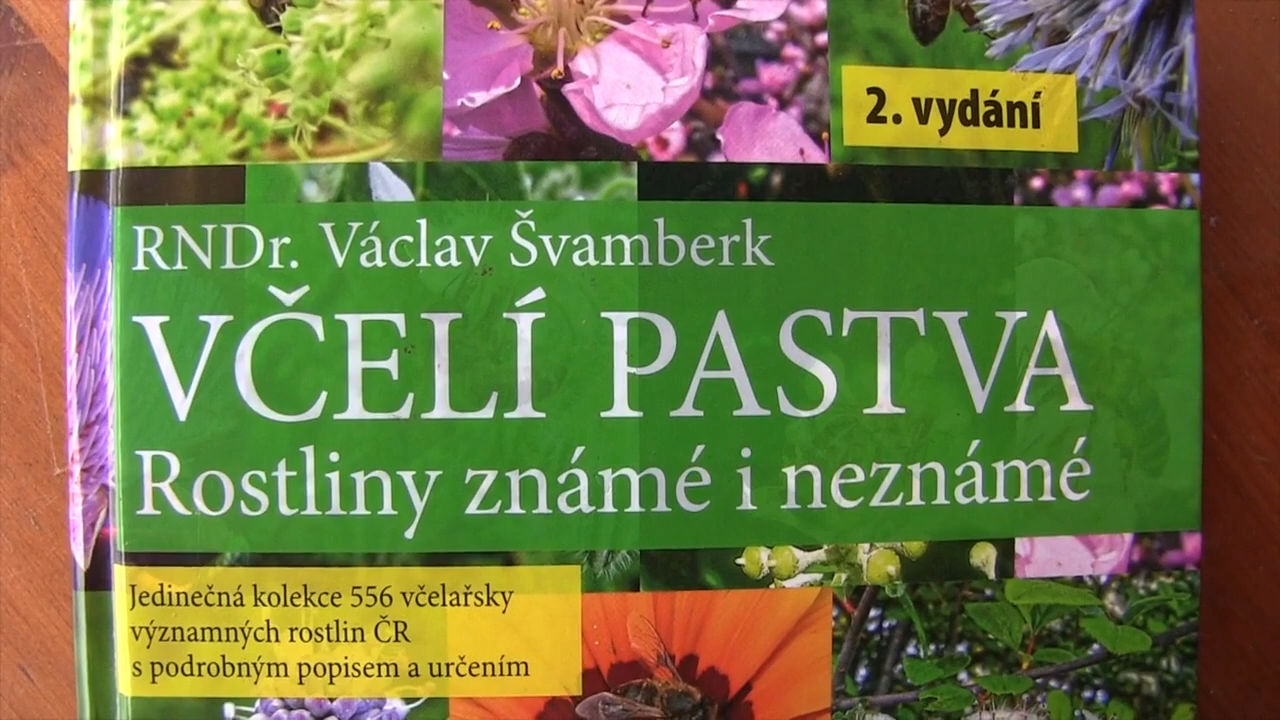 2. vydání
RNDr. Václav Švamberk
VČELÍ PASTVA
Rostliny známé i neznámé
Jedinečná kolekce 556 včelařsky
významných rostlin ČR
s podrobným popisem a určením